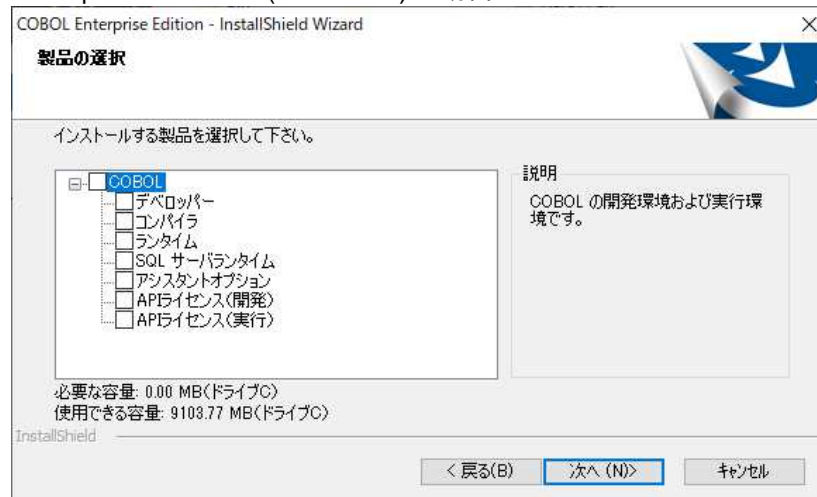 COBOL Enterprise Edition - InstallShield Wizard
製品の選択
インストールする製品を選択して下さい。
COBOL
デベロッパー
コンパイラ
ランタイム
SQL サーバランタイム
アシスタントオプション
APIライセンス(開発)
APIライセンス(実行)
説明
COBOL の開発環境および実行環
境です。
必要な容量: 0.00 MB(ドライブC)
使用できる容量: 9103.77 MB(ドライブC)
InstallShield
< 戻る(B)
次へ (N)>
キャンセル